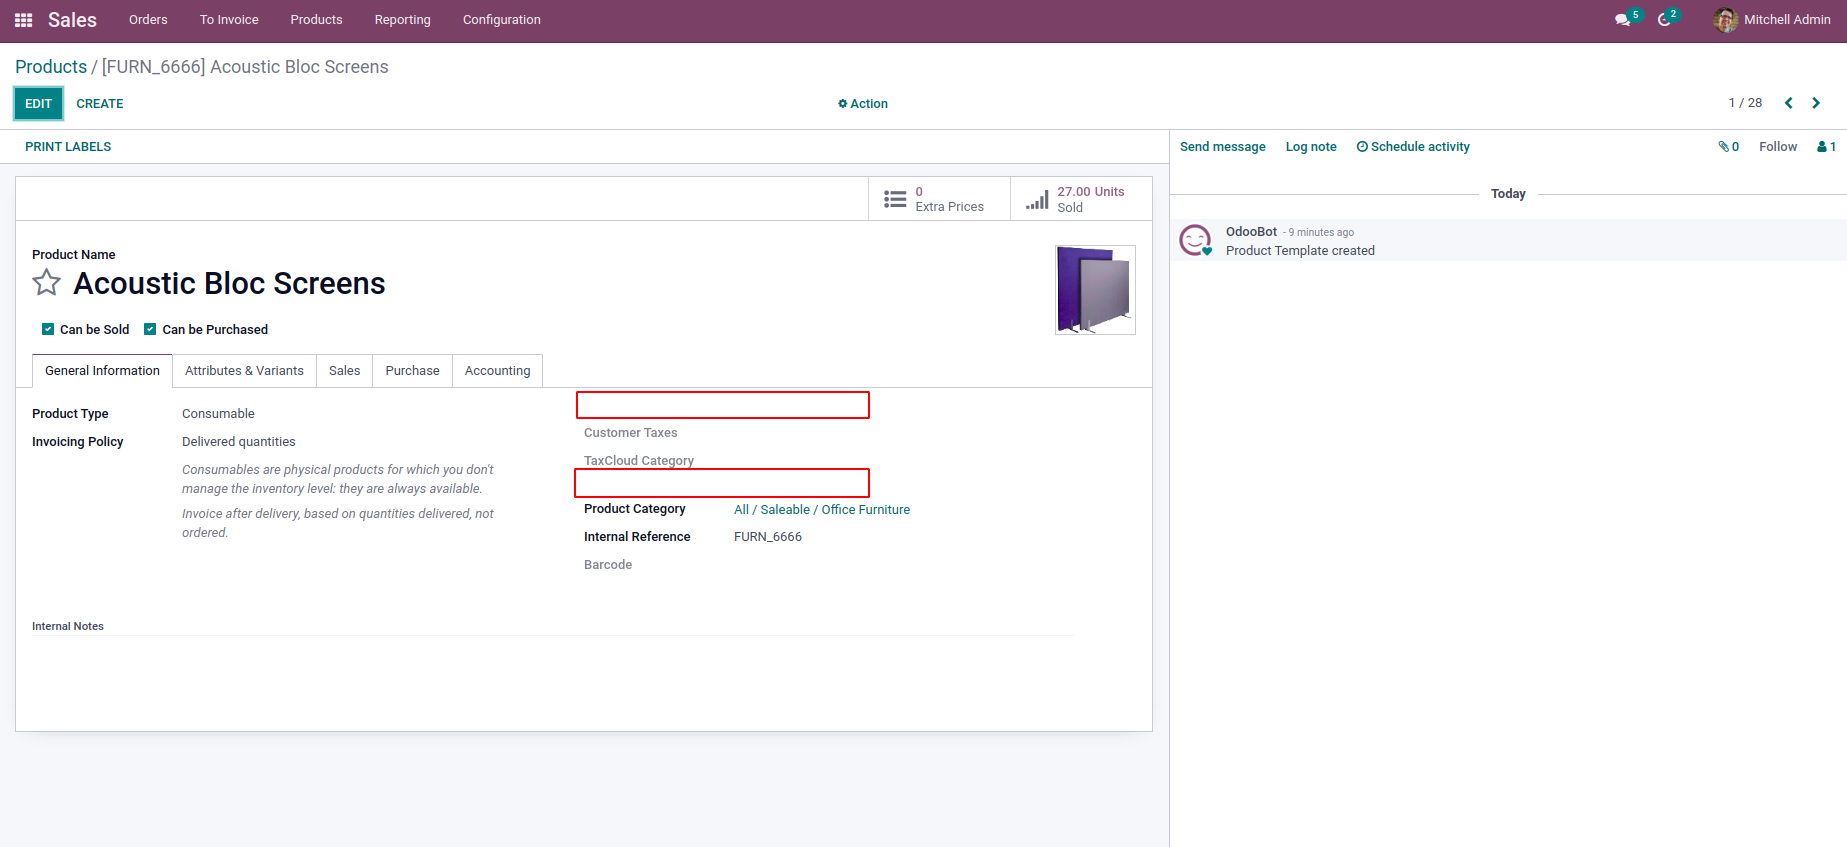 Sales Orders To Invoice Products Reporting Configuration 5 2 Mitchell Admin
Products / [FURN_6666] Acoustic Bloc Screens
EDIT CREATE Action 1 / 28
PRINT LABELS Send message Log note Schedule activity 0 Follow 1
0
Extra Prices
27.00 Units
Sold
Today
OdooBot - 9 minutes ago
Product Template created
Product Name
Acoustic Bloc Screens
Can be Sold Can be Purchased
General Information Attributes & Variants Sales Purchase Accounting
Product Type Consumable
Invoicing Policy Delivered quantities
Consumables are physical products for which you don't
manage the inventory level: they are always available.
Invoice after delivery, based on quantities delivered, not
ordered.
Customer Taxes
TaxCloud Category
Product Category All / Saleable / Office Furniture
Internal Reference FURN_6666
Barcode
Internal Notes